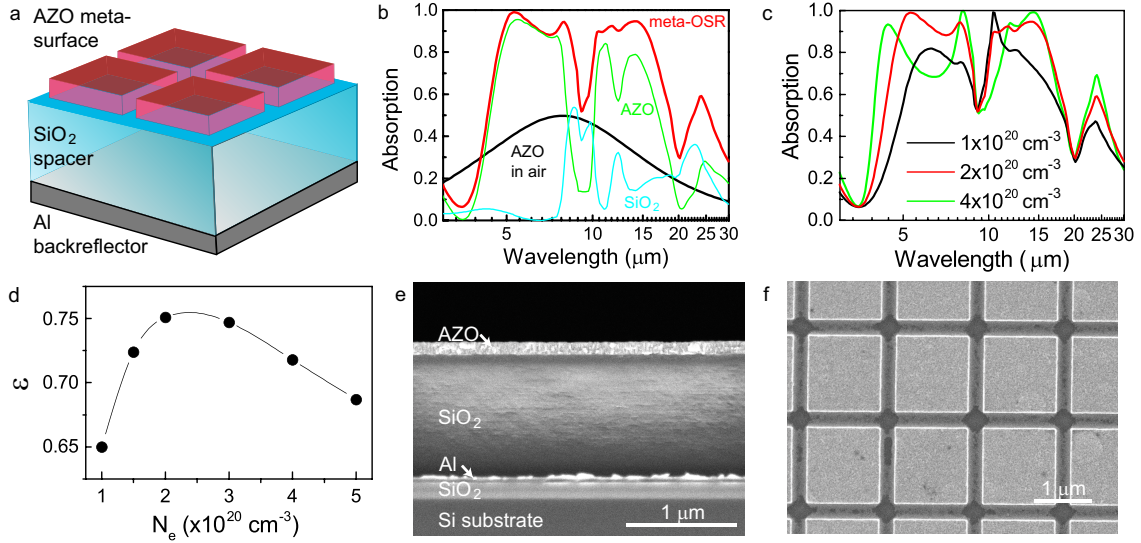 a
AZO meta-
surface
SiO2
spacer
Al
backreflector
b
Absorption
1.0
0.8
0.6
0.4
0.2
0.0
meta-OSR
AZO
AZO
in air
SiO2
5
10
15
20
25
30
Wavelength (μm)
c
Absorption
1.0
0.8
0.6
0.4
0.2
0.0
1x10^20 cm^-3
2x10^20 cm^-3
4x10^20 cm^-3
5
10
15
20
25
30
Wavelength (μm)
d
ε
0.75
0.70
0.65
1
2
3
4
5
Ne (x10^20 cm^-3)
e
AZO
SiO2
Al
SiO2
Si substrate
1 μm
f
1 μm